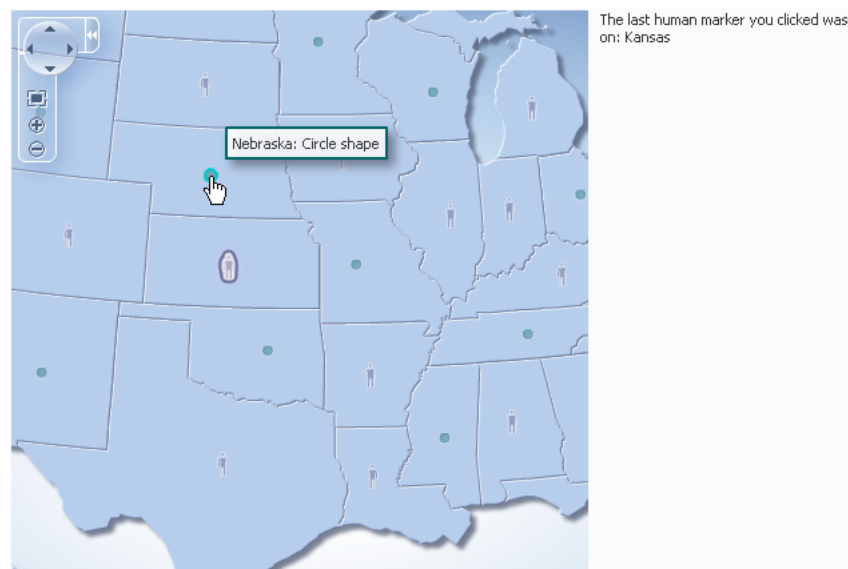 The last human marker you clicked was
on: Kansas
Nebraska: Circle shape